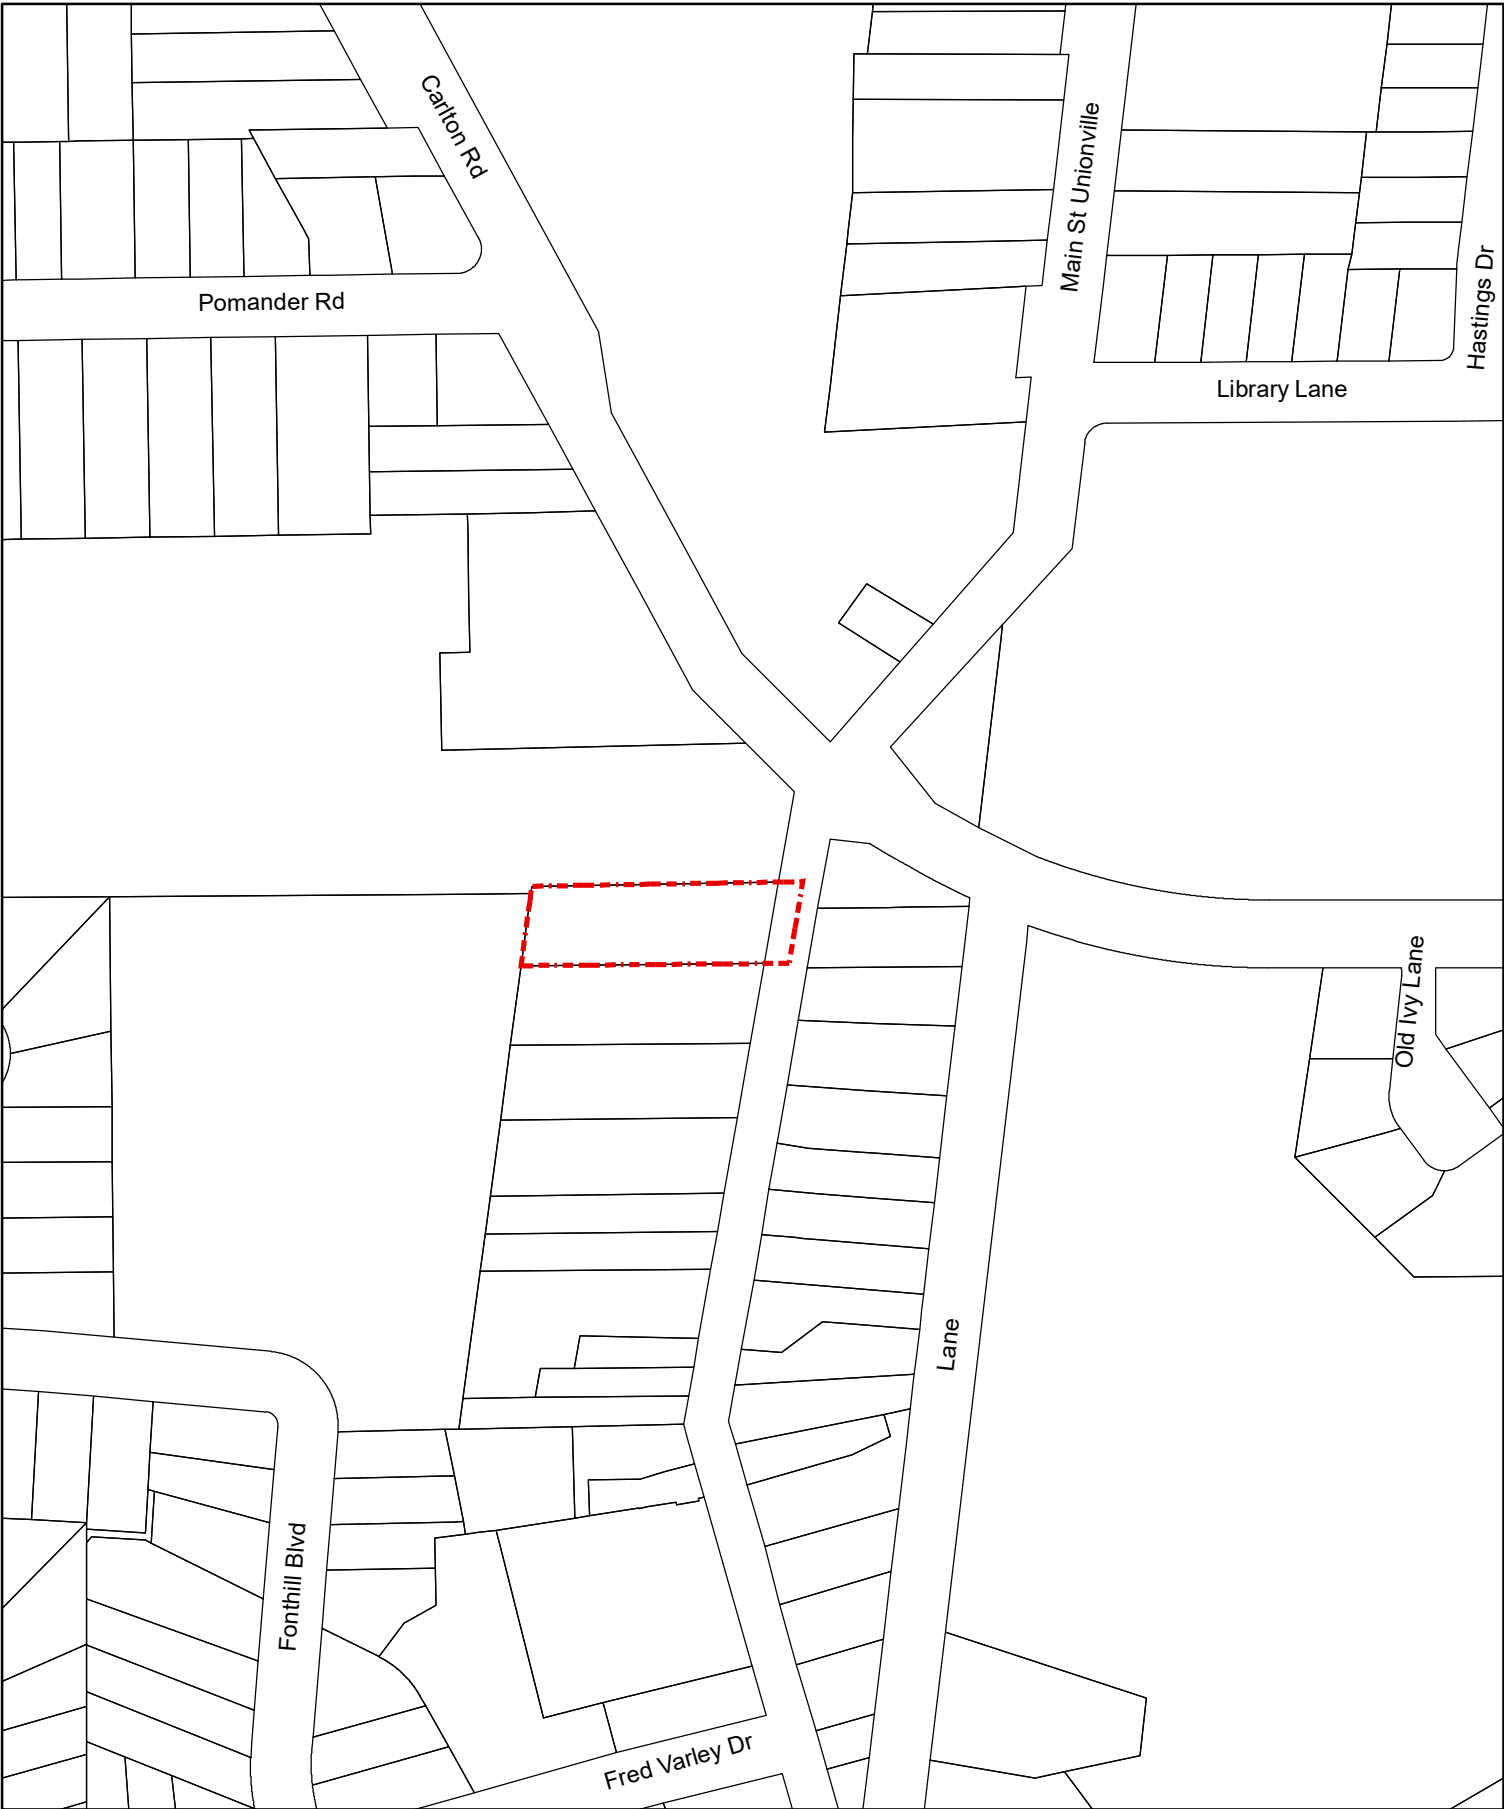 Carlton Rd
Main St Unionville
Hastings Dr
Pomander Rd
Library Lane
Old Ivy Lane
Lane
Fonthill Blvd
Fred Varley Dr